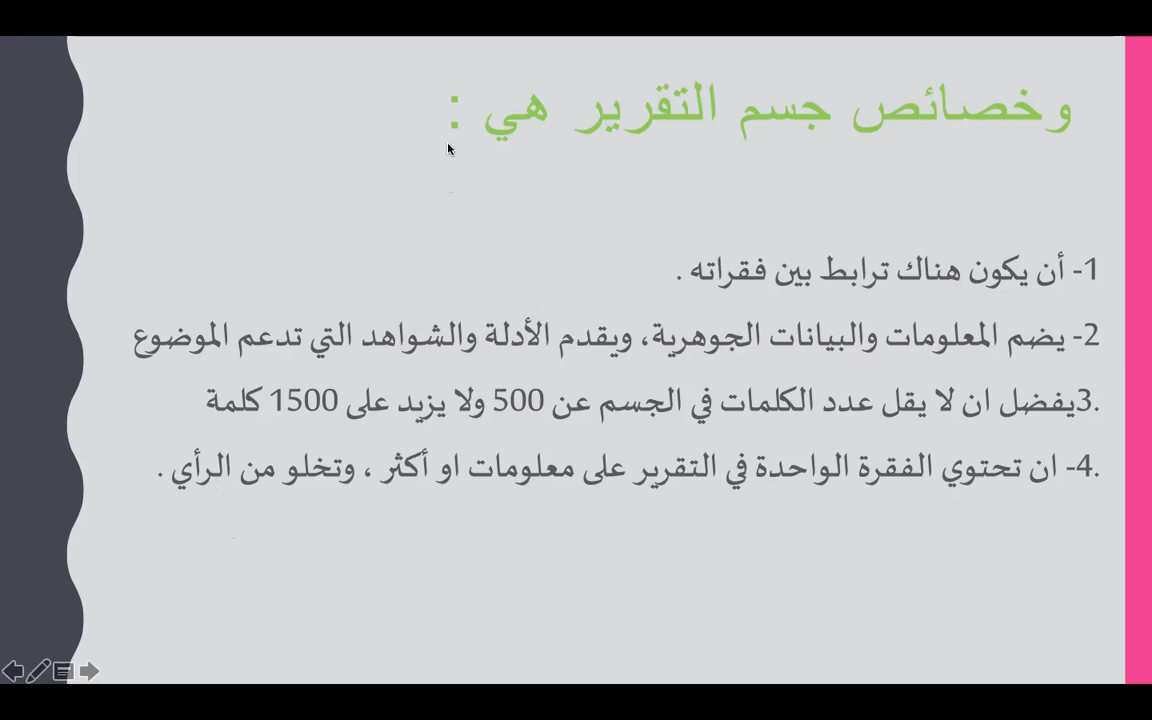 وخصائص جسم التقرير هي :
1- أن يكون هناك ترابط بين فقراته .
2- يضم المعلومات والبيانات الجوهرية، ويقدم الأدلة والشواهد التي تدعم الموضوع
.3يفضل ان لا يقل عدد الكلمات في الجسم عن 500 ولا يزيد على 1500 كلمة
.4- ان تحتوي الفقرة الواحدة في التقرير على معلومات او أكثر ، وتخلو من الرأي .